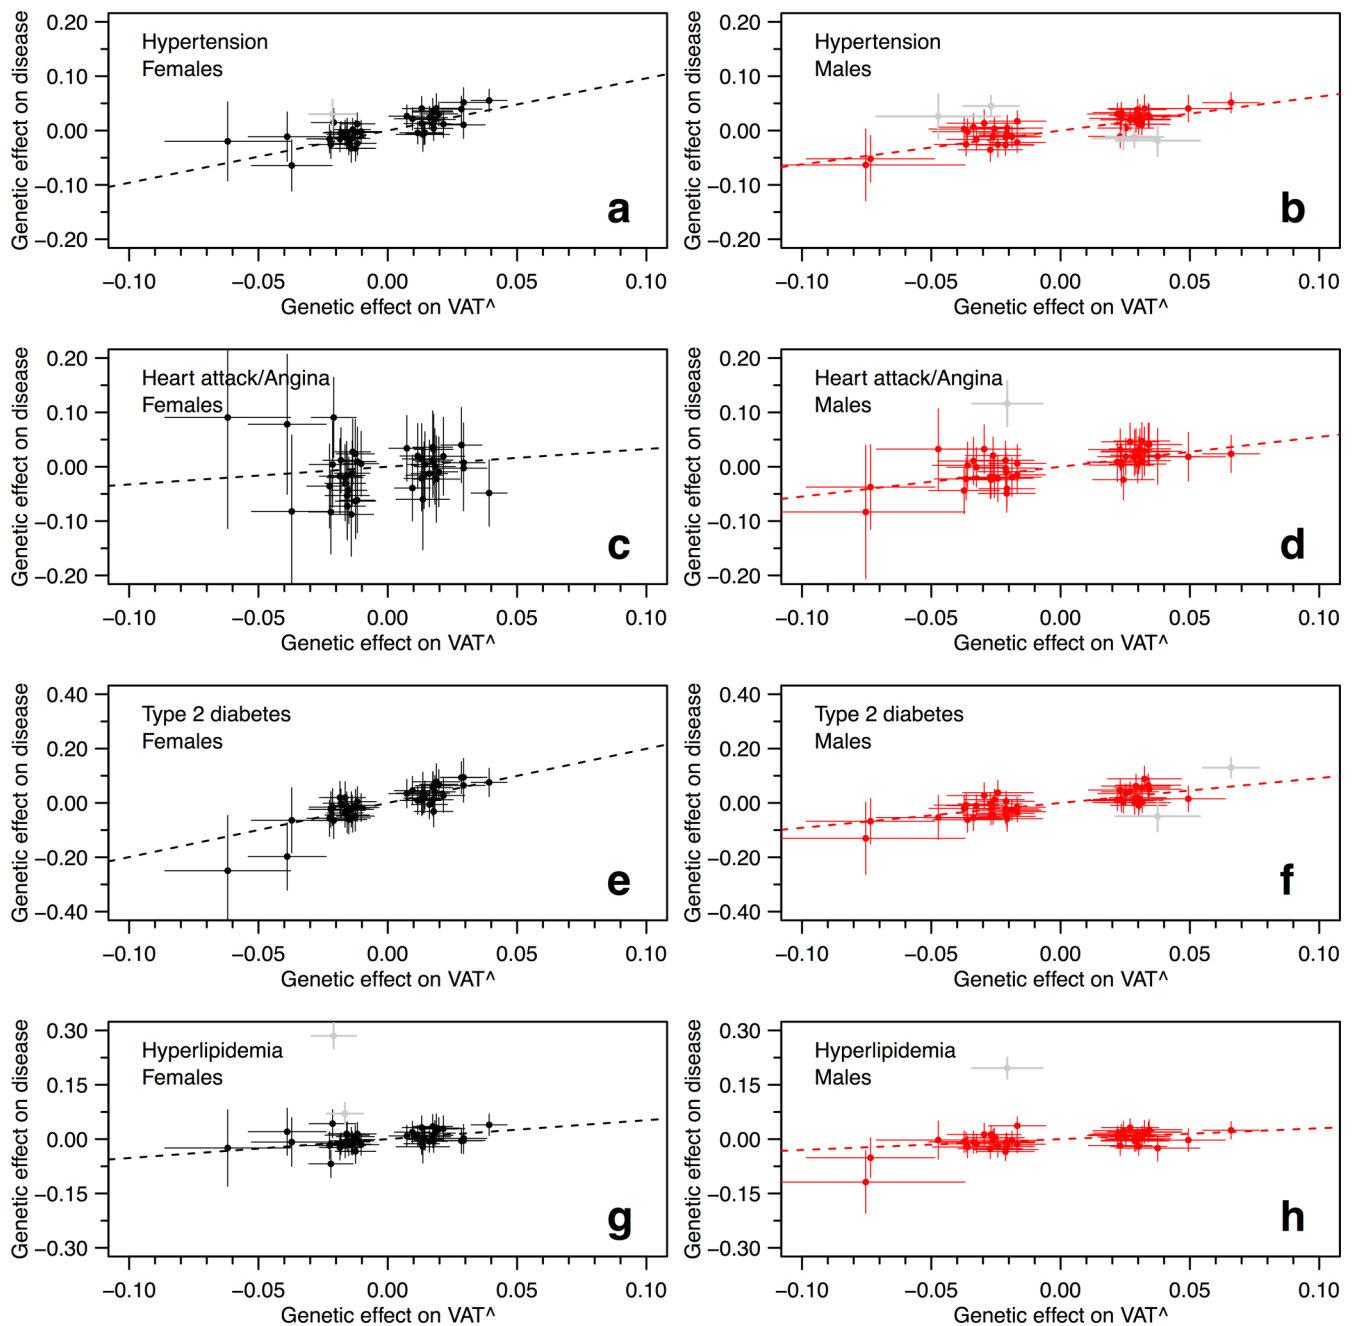 Genetic effect on disease
0.20
0.10
0.00
−0.10
−0.20
Hypertension
Females
a
−0.10
−0.05
0.00
0.05
0.10
Genetic effect on VAT^
Genetic effect on disease
0.20
0.10
0.00
−0.10
−0.20
Hypertension
Males
b
−0.10
−0.05
0.00
0.05
0.10
Genetic effect on VAT^
Genetic effect on disease
0.20
0.10
0.00
−0.10
−0.20
Heart attack/Angina
Females
c
−0.10
−0.05
0.00
0.05
0.10
Genetic effect on VAT^
Genetic effect on disease
0.20
0.10
0.00
−0.10
−0.20
Heart attack/Angina
Males
d
−0.10
−0.05
0.00
0.05
0.10
Genetic effect on VAT^
Genetic effect on disease
0.40
0.20
0.00
−0.20
−0.40
Type 2 diabetes
Females
e
−0.10
−0.05
0.00
0.05
0.10
Genetic effect on VAT^
Genetic effect on disease
0.40
0.20
0.00
−0.20
−0.40
Type 2 diabetes
Males
f
−0.10
−0.05
0.00
0.05
0.10
Genetic effect on VAT^
Genetic effect on disease
0.30
0.15
0.00
−0.15
−0.30
Hyperlipidemia
Females
g
−0.10
−0.05
0.00
0.05
0.10
Genetic effect on VAT^
Genetic effect on disease
0.30
0.15
0.00
−0.15
−0.30
Hyperlipidemia
Males
h
−0.10
−0.05
0.00
0.05
0.10
Genetic effect on VAT^